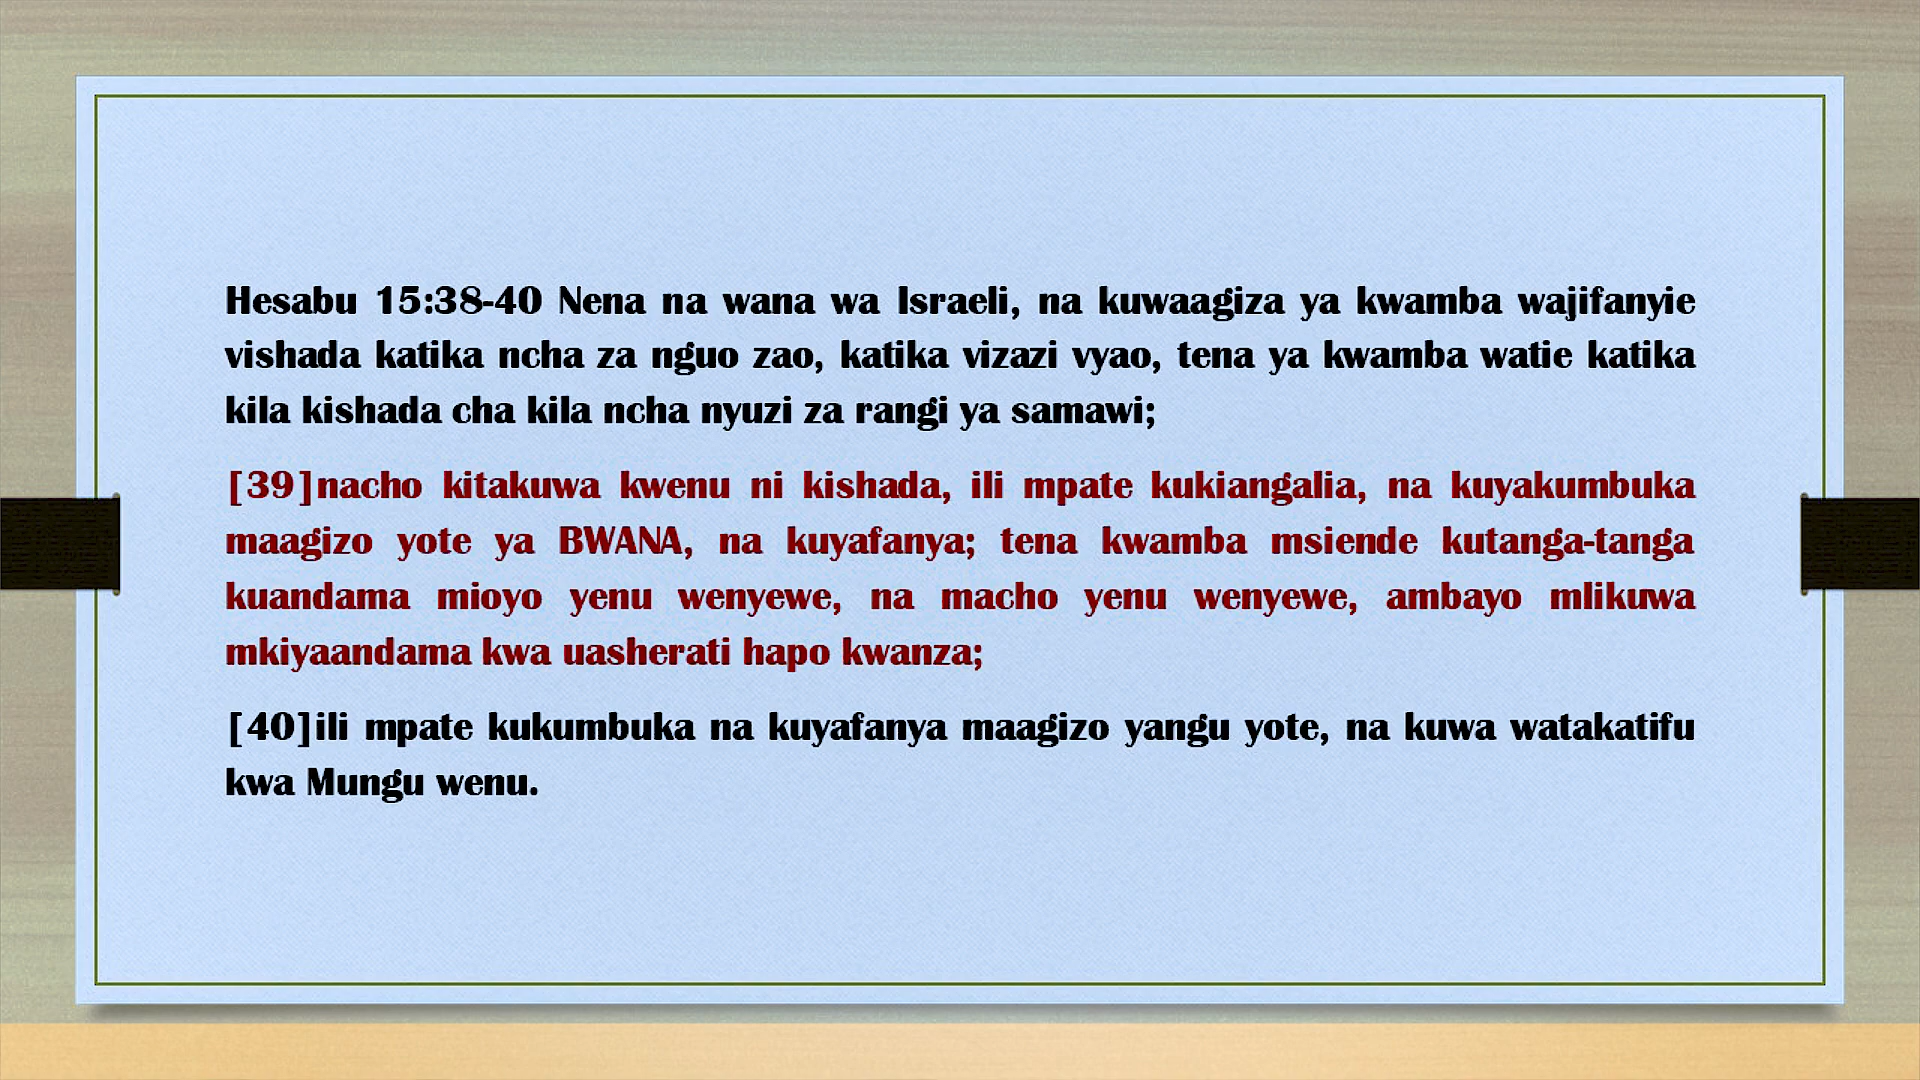 Hesabu 15:38-40 Nena na wana wa Israeli, na kuwaagiza ya kwamba wajifanyie
vishada katika ncha za nguo zao, katika vizazi vyao, tena ya kwamba watie katika
kila kishada cha kila ncha nyuzi za rangi ya samawi;
[39]nacho kitakuwa kwenu ni kishada, ili mpate kukiangalia, na kuyakumbuka
maagizo yote ya BWANA, na kuyafanya; tena kwamba msiende kutanga-tanga
kuandama mioyo yenu wenyewe, na macho yenu wenyewe, ambayo mlikuwa
mkiyaandama kwa uasherati hapo kwanza;
[40]ili mpate kukumbuka na kuyafanya maagizo yangu yote, na kuwa watakatifu
kwa Mungu wenu.